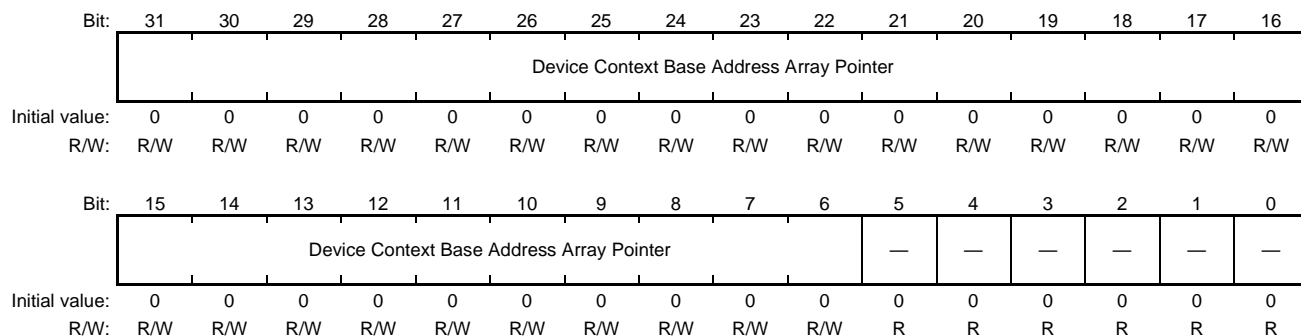 Bit: 31 30 29 28 27 26 25 24 23 22 21 20 19 18 17 16
Device Context Base Address Array Pointer
Initial value: 0 0 0 0 0 0 0 0 0 0 0 0 0 0 0 0
R/W: R/W R/W R/W R/W R/W R/W R/W R/W R/W R/W R/W R/W R/W R/W R/W R/W
Bit: 15 14 13 12 11 10 9 8 7 6 5 4 3 2 1 0
Device Context Base Address Array Pointer — — — — — —
Initial value: 0 0 0 0 0 0 0 0 0 0 0 0 0 0 0 0
R/W: R/W R/W R/W R/W R/W R/W R/W R/W R/W R/W R R R R R R